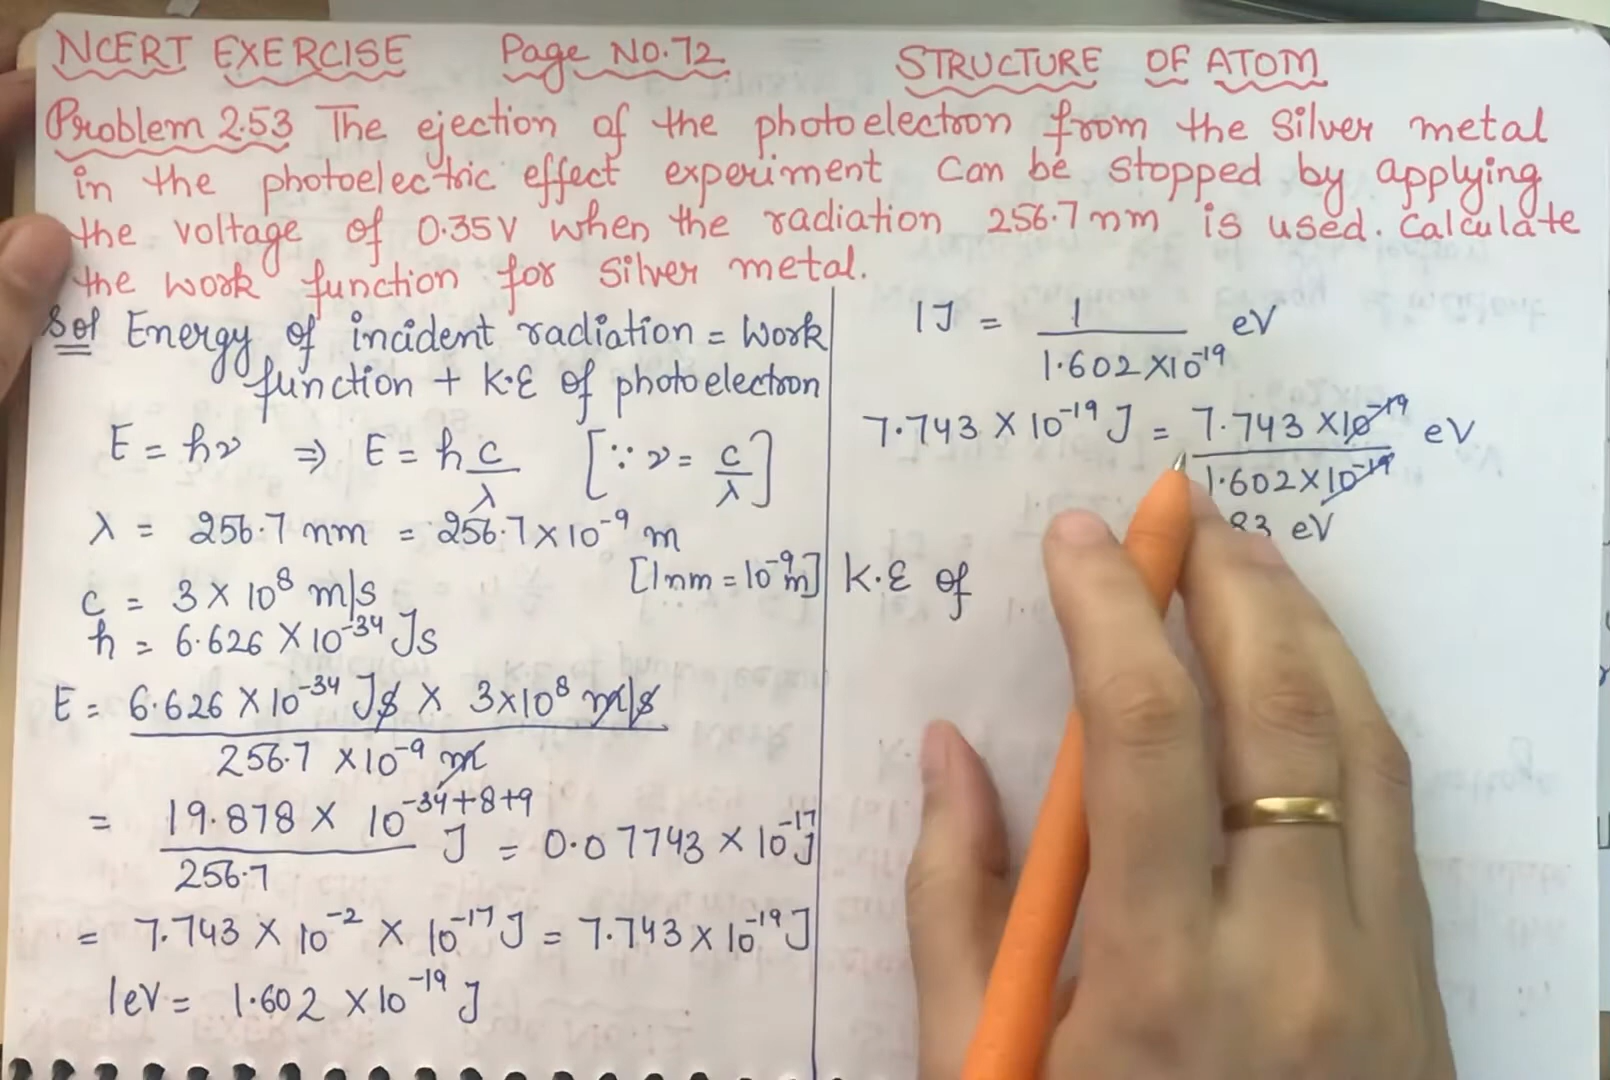 NCERT EXERCISE Page NO.72 STRUCTURE OF ATOM
Problem 2.53 The ejection of the photoelectron from the Silver metal
in the photoelectric effect experiment Can be stopped by applying
the voltage of 0.35V when the radiation 256.7 nm is used. Calculate
the work function for silver metal.
Sol Energy of incident radiation = Work
function + K.E of photoelectron
E = hν ⇒ E = h c/λ [∵ ν = c/λ]
λ = 256.7 nm = 256.7 × 10⁻⁹ m
[1nm = 10⁻⁹m]
c = 3 × 10⁸ m/s
h = 6.626 × 10⁻³⁴ Js
E = 6.626 × 10⁻³⁴ Js × 3×10⁸ m/s
256.7 × 10⁻⁹ m
= 19.878 × 10⁻³⁴⁺⁸⁺⁹
256.7
J = 0.07743 × 10⁻¹⁷ J
= 7.743 × 10⁻² × 10⁻¹⁷ J = 7.743 × 10⁻¹⁹ J
1eV = 1.602 × 10⁻¹⁹ J
1J = 1 eV
1.602 ×10⁻¹⁹
7.743 × 10⁻¹⁹ J = 7.743 ×10⁻¹⁹ eV
1.602×10⁻¹⁹
83 eV
K.E of